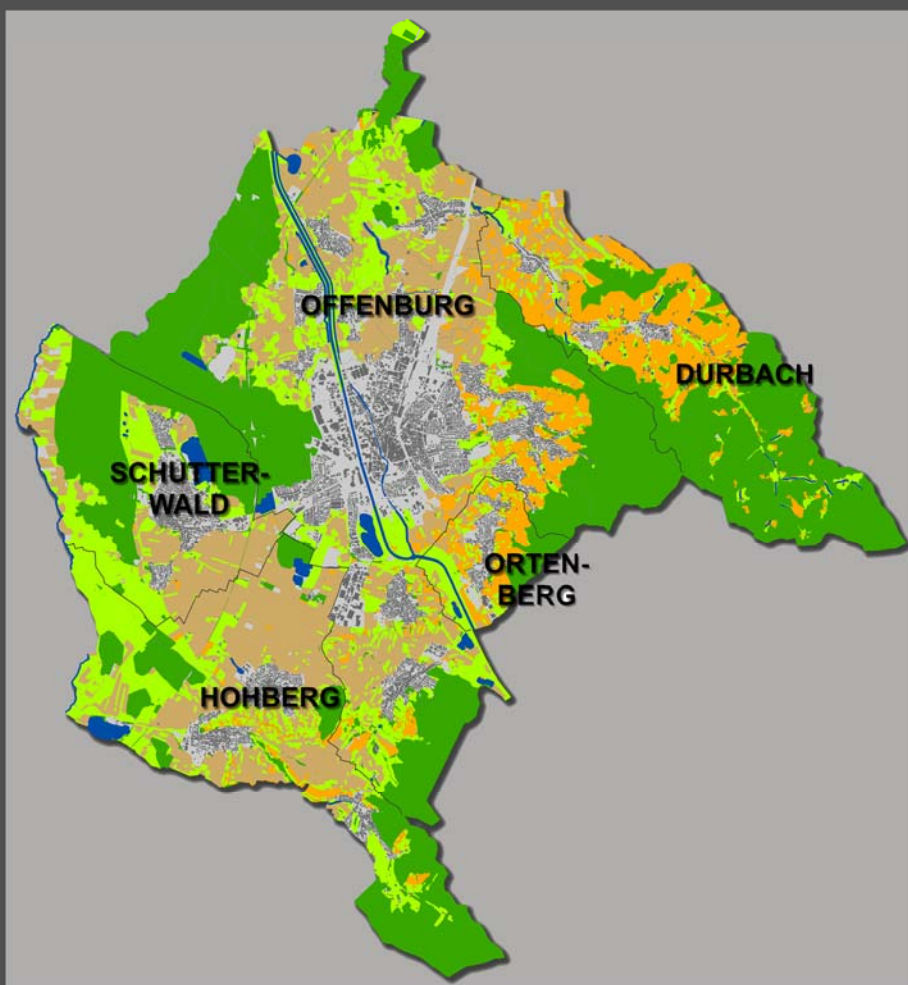 OFFENBURG
DURBACH
SCHUTTER-
WALD
ORTEN-
BERG
HOHBERG